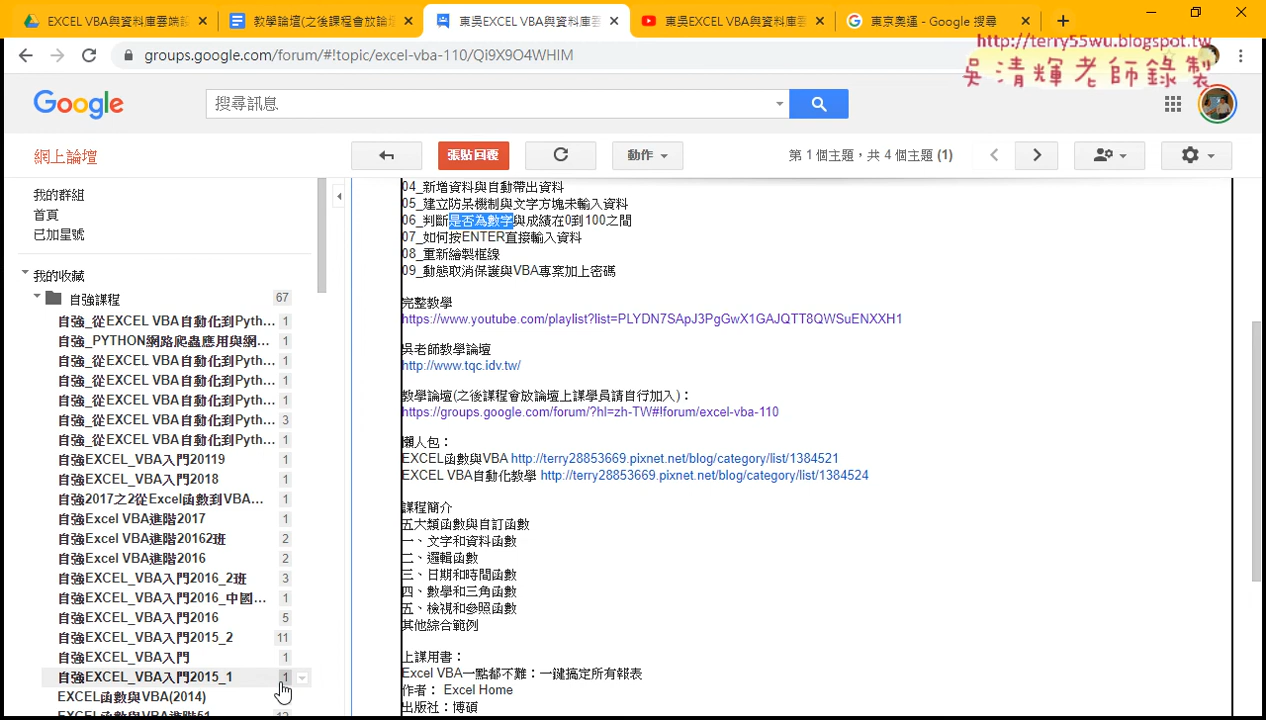 EXCEL VBA與資料庫雲端設
教學論壇(之後課程會放論壇
東吳EXCEL VBA與資料庫雲
東吳EXCEL VBA與資料庫雲
東京奧運 - Google 搜尋
groups.google.com/forum/#!topic/excel-vba-110/Qi9X9O4WHIM
http://terry55wu.blogspot.tw
吳清輝老師錄製
Google
搜尋訊息
網上論壇
張貼回覆
動作
第 1 個主題，共 4 個主題 (1)
我的群組
首頁
已加星號
我的收藏
自強課程 67
自強_從EXCEL VBA自動化到Pyth... 1
自強_PYTHON網路爬蟲應用與網... 1
自強_從EXCEL VBA自動化到Pyth... 1
自強_從EXCEL VBA自動化到Pyth... 1
自強_從EXCEL VBA自動化到Pyth... 1
自強_從EXCEL VBA自動化到Pyth... 3
自強_從EXCEL VBA自動化到Pyth... 1
自強EXCEL_VBA入門20119 1
自強EXCEL_VBA入門2018 1
自強2017之2從Excel函數到VBA... 1
自強Excel VBA進階2017 1
自強Excel VBA進階20162班 2
自強Excel VBA進階2016 2
自強EXCEL_VBA入門2016_2班 3
自強EXCEL_VBA入門2016_中國... 1
自強EXCEL_VBA入門2016 5
自強EXCEL_VBA入門2015_2 11
自強EXCEL_VBA入門 1
自強EXCEL_VBA入門2015_1 1
EXCEL函數與VBA(2014)
04_新增資料與自動帶出資料
05_建立防呆機制與文字方塊未輸入資料
06_判斷是否為數字與成績在0到100之間
07_如何按ENTER直接輸入資料
08_重新繪製框線
09_動態取消保護與VBA專案加上密碼
完整教學
https://www.youtube.com/playlist?list=PLYDN7SApJ3PgGwX1GAJQTT8QWSuENXXH1
吳老師教學論壇
http://www.tqc.idv.tw/
教學論壇(之後課程會放論壇上課學員請自行加入)：
https://groups.google.com/forum/?hl=zh-TW#!forum/excel-vba-110
懶人包：
EXCEL函數與VBA http://terry28853669.pixnet.net/blog/category/list/1384521
EXCEL VBA自動化教學 http://terry28853669.pixnet.net/blog/category/list/1384524
課程簡介
五大類函數與自訂函數
一、文字和資料函數
二、邏輯函數
三、日期和時間函數
四、數學和三角函數
五、檢視和參照函數
其他綜合範例
上課用書：
Excel VBA一點都不難：一鍵搞定所有報表
作者： Excel Home
出版社：博碩